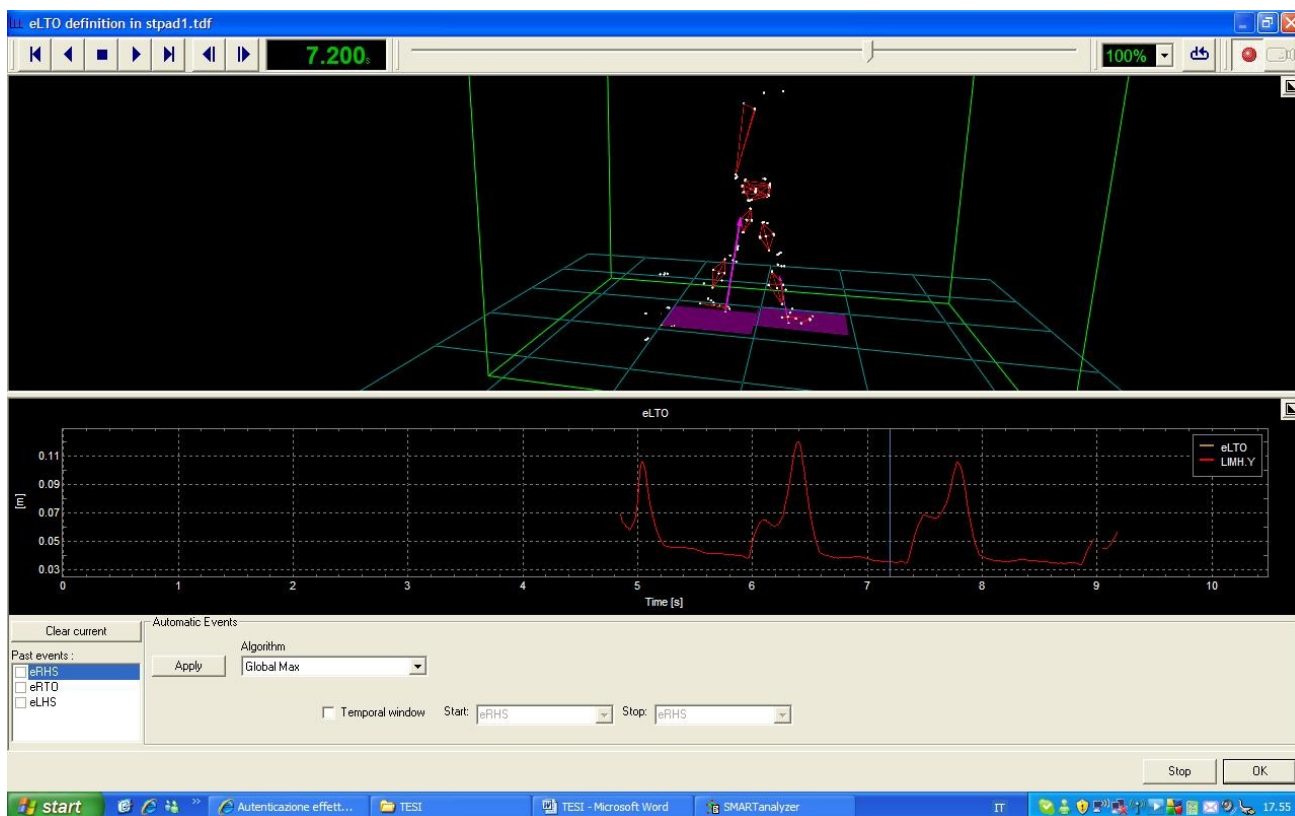 eLTO definition in stpad1.tdf
7.200s
100%
eLTO
eLTO
LIMH.Y
0.11
0.09
0.07
0.05
0.03
[m]
0 1 2 3 4 5 6 7 8 9 10
Time [s]
Clear current
Past events :
eRHS
eRTO
eLHS
Automatic Events
Algorithm
Apply
Global Max
Temporal window Start: eRHS Stop: eRHS
Stop OK
start Autenticazione effett... TESI TESI - Microsoft Word SMARTanalyzer IT 17.55